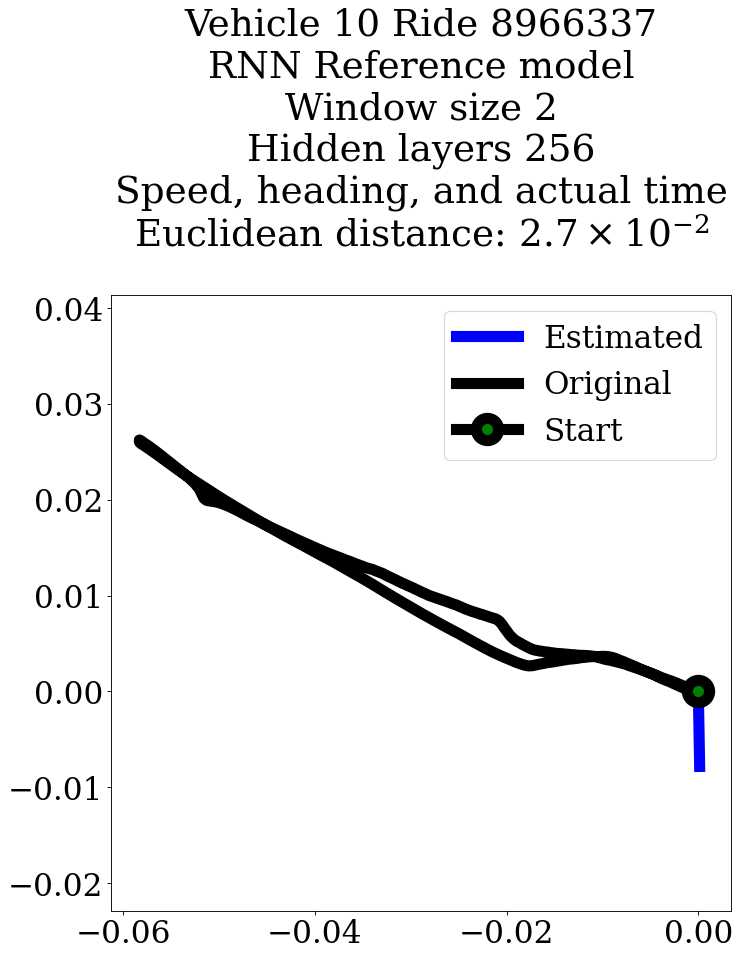 Vehicle 10 Ride 8966337
RNN Reference model
Window size 2
Hidden layers 256
Speed, heading, and actual time
Euclidean distance: 2.7 × 10⁻²
Estimated
Original
Start
0.04
0.03
0.02
0.01
0.00
−0.01
−0.02
−0.06 −0.04 −0.02 0.00